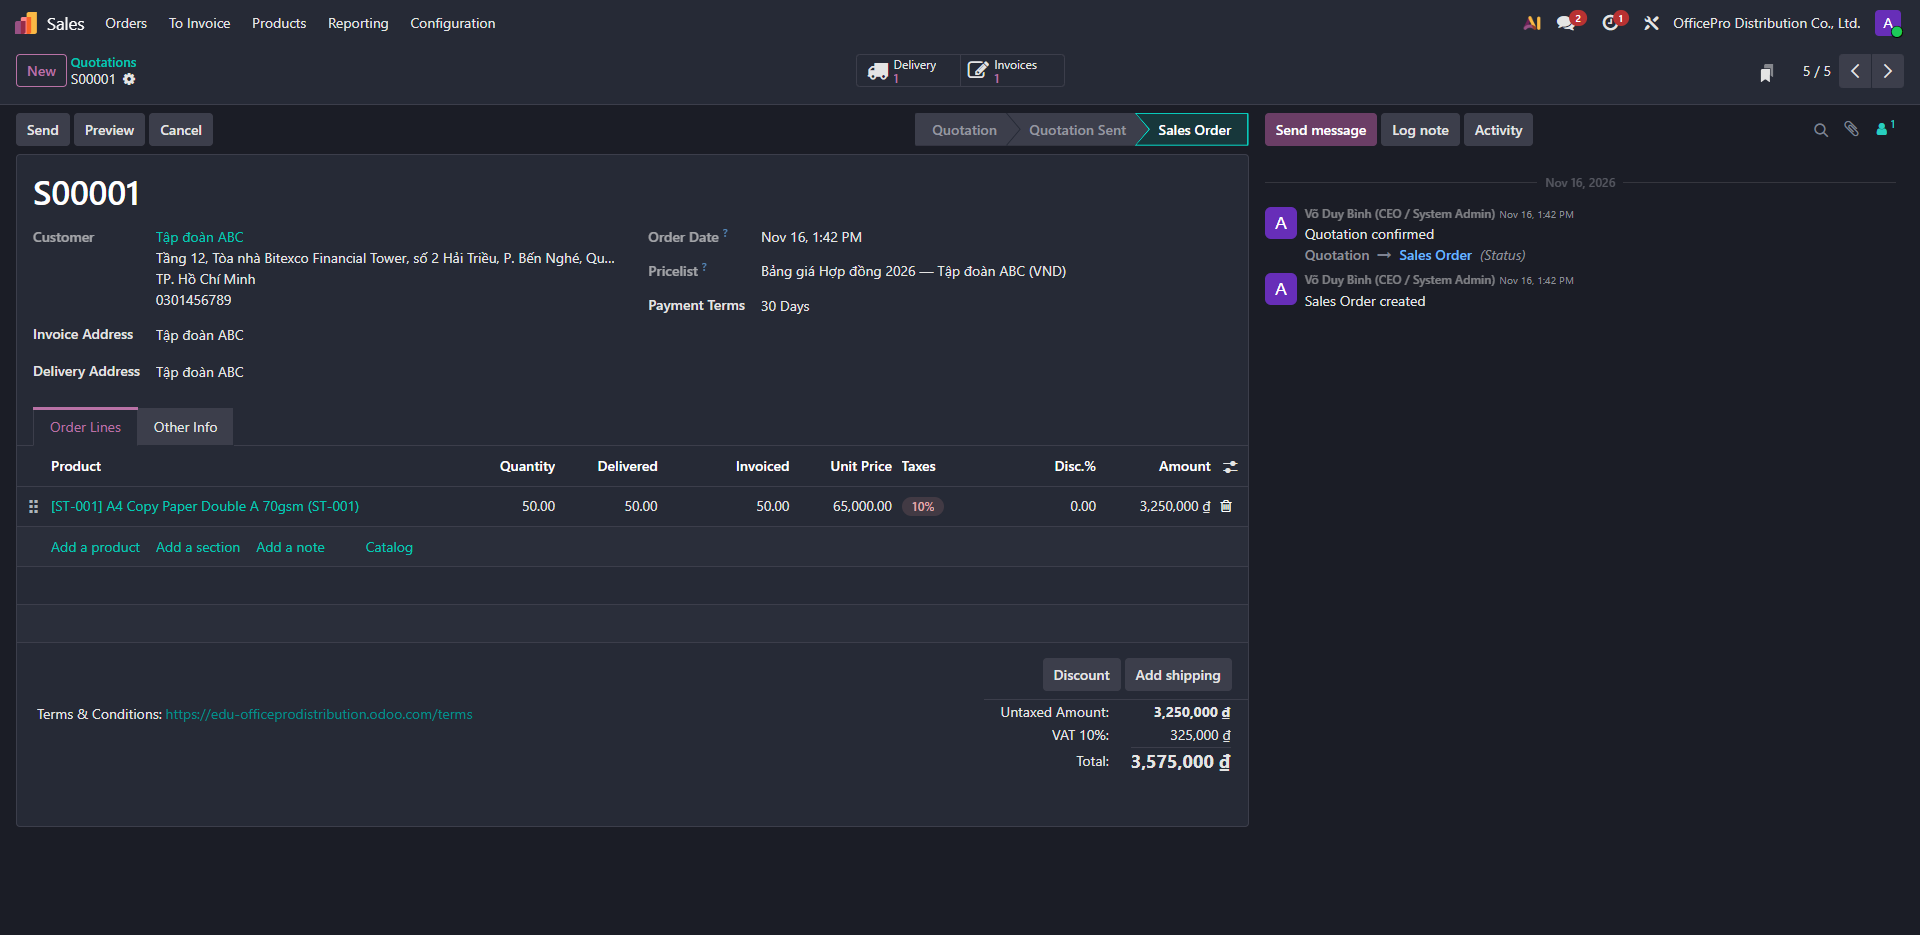 Sales Orders To Invoice Products Reporting Configuration
AI 2 1 OfficePro Distribution Co., Ltd. A
New Quotations
S00001
Delivery 1
Invoices 1
5 / 5
Send Preview Cancel
Quotation Quotation Sent Sales Order
Send message Log note Activity
1
S00001
Customer
Tập đoàn ABC
Tầng 12, Tòa nhà Bitexco Financial Tower, số 2 Hải Triều, P. Bến Nghé, Qu...
TP. Hồ Chí Minh
0301456789
Invoice Address Tập đoàn ABC
Delivery Address Tập đoàn ABC
Order Date ? Nov 16, 1:42 PM
Pricelist ? Bảng giá Hợp đồng 2026 — Tập đoàn ABC (VND)
Payment Terms 30 Days
Order Lines Other Info
Product Quantity Delivered Invoiced Unit Price Taxes Disc.% Amount
[ST-001] A4 Copy Paper Double A 70gsm (ST-001) 50.00 50.00 50.00 65,000.00 10% 0.00 3,250,000 ₫
Add a product Add a section Add a note Catalog
Discount Add shipping
Terms & Conditions: https://edu-officeprodistribution.odoo.com/terms
Untaxed Amount: 3,250,000 ₫
VAT 10%: 325,000 ₫
Total: 3,575,000 ₫
Nov 16, 2026
A
Võ Duy Bình (CEO / System Admin) Nov 16, 1:42 PM
Quotation confirmed
Quotation → Sales Order (Status)
A
Võ Duy Bình (CEO / System Admin) Nov 16, 1:42 PM
Sales Order created